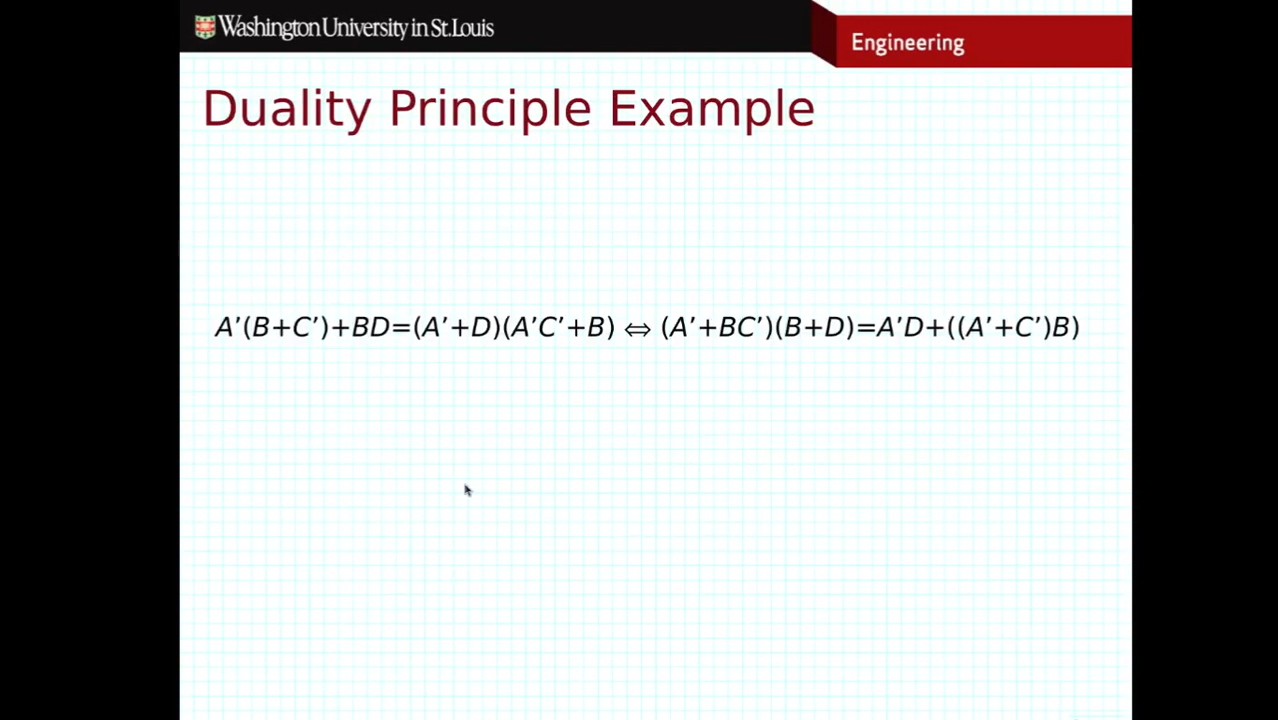 Washington University in St.Louis
Engineering
Duality Principle Example
A’(B+C’)+BD=(A’+D)(A’C’+B) ⇔ (A’+BC’)(B+D)=A’D+((A’+C’)B)